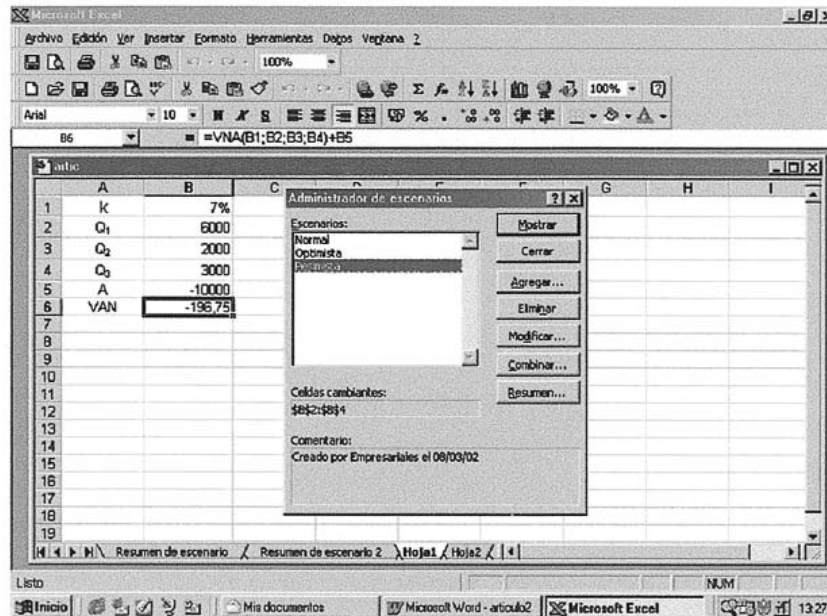 Microsoft Excel
Archivo Edición Ver Insertar Formato Herramientas Datos Ventana ?
100%
100%
Arial 10 N K S
B6 = =VNA(B1;B2;B3;B4)+B5
artic
A B C G H I
1 k 7%
2 Q₁ 6000
3 Q₂ 2000
4 Q₃ 3000
5 A -10000
6 VAN -196,75
7
8
9
10
11
12
13
14
15
16
17
18
19
Administrador de escenarios
Escenarios:
Normal
Optimista
Pesimista
Mostrar
Cerrar
Agregar...
Eliminar
Modificar...
Combinar...
Resumen...
Celdas cambiantes:
$B$2:$B$4
Comentario:
Creado por Empresariales el 08/03/02
Resumen de escenario Resumen de escenario 2 Hoja1 Hoja2
Listo NUM
Inicio Mis documentos Microsoft Word - articulo2 Microsoft Excel 13:27